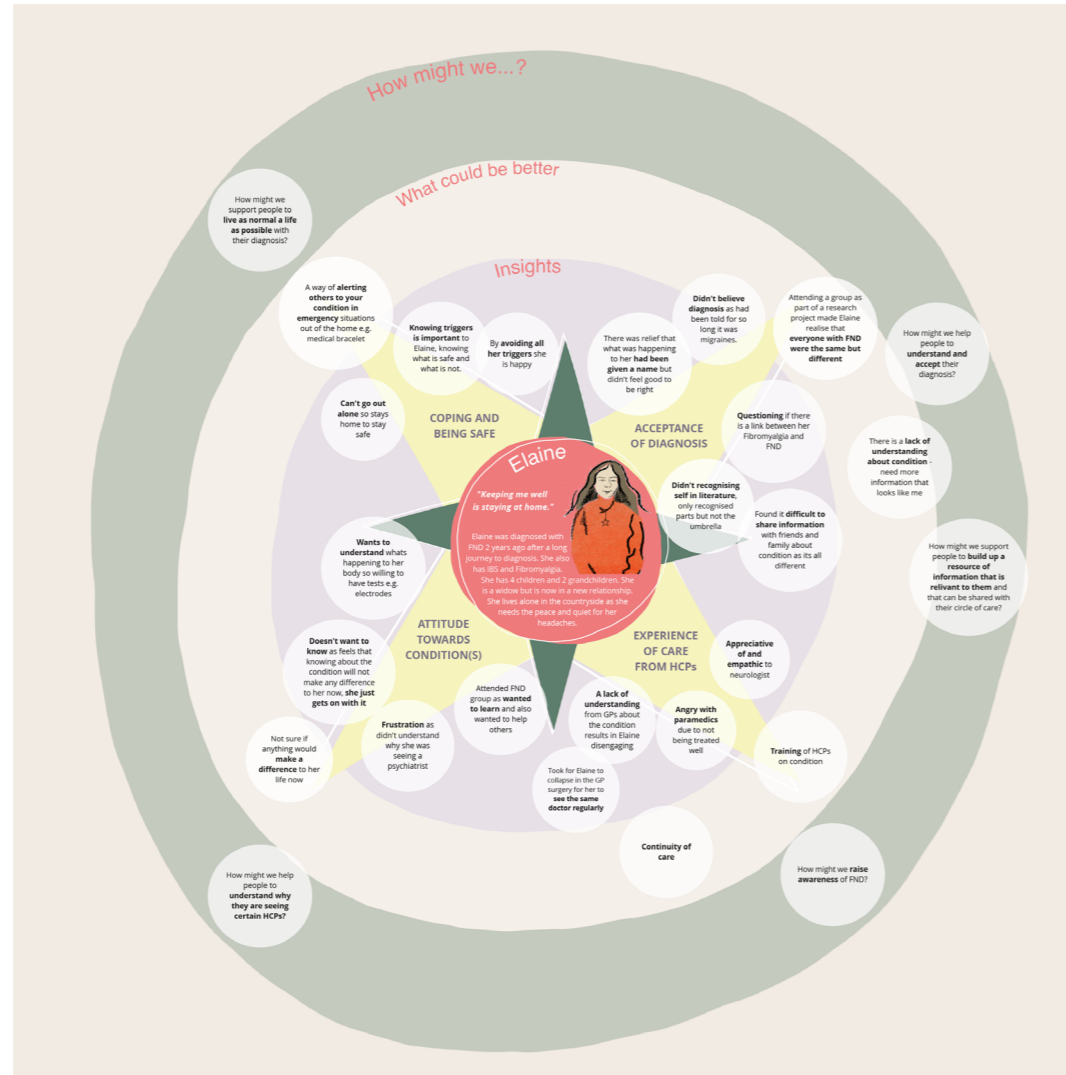 How might we...?
What could be better
Insights
How might we
support people to
live as normal a life
as possible with
their diagnosis?
A way of alerting
others to your
condition in
emergency situations
out of the home e.g.
medical bracelet
Knowing triggers
is important to
Elaine, knowing
what is safe and
what is not.
By avoiding all
her triggers she
is happy
Can't go out
alone so stays
home to stay
safe
COPING AND
BEING SAFE
There was relief that
what was happening
to her had been
given a name but
didn't feel good to
be right
Didn't believe
diagnosis as had
been told for so
long it was
migraines.
Attending a group as
part of a research
project made Elaine
realise that
everyone with FND
were the same but
different
How might we help
people to
understand and
accept their
diagnosis?
ACCEPTANCE
OF DIAGNOSIS
Questioning if there
is a link between her
Fibromyalgia and
FND
There is a lack of
understanding
about condition -
need more
information that
looks like me
Didn't recognising
self in literature,
only recognised
parts but not the
umbrella
Found it difficult to
share information
with friends and
family about
condition as its all
different
How might we support
people to build up a
resource of
information that is
relivant to them and
that can be shared with
their circle of care?
Elaine
"Keeping me well
is staying at home."
Elaine was diagnosed with
FND 2 years ago after a long
journey to diagnosis. She also
has IBS and Fibromyalgia.
She has 4 children and 2 grandchildren. She
is a widow but is now in a new relationship.
She lives alone in the countryside as she
needs the peace and quiet for her
headaches.
Wants to
understand whats
happening to her
body so willing to
have tests e.g.
electrodes
ATTITUDE
TOWARDS
CONDITION(S)
Doesn't want to
know as feels that
knowing about the
condition will not
make any difference
to her now, she just
gets on with it
Attended FND
group as wanted
to learn and also
wanted to help
others
Frustration as
didn't understand
why she was
seeing a
psychiatrist
Not sure if
anything would
make a
difference to her
life now
How might we help
people to
understand why
they are seeing
certain HCPs?
EXPERIENCE
OF CARE
FROM HCPs
Appreciative
of and
empathic to
neurologist
A lack of
understanding
from GPs about
the condition
results in Elaine
disengaging
Angry with
paramedics
due to not
being treated
well
Training of HCPs
on condition
Took for Elaine to
collapse in the GP
surgery for her to
see the same
doctor regularly
Continuity of
care
How might we raise
awareness of FND?